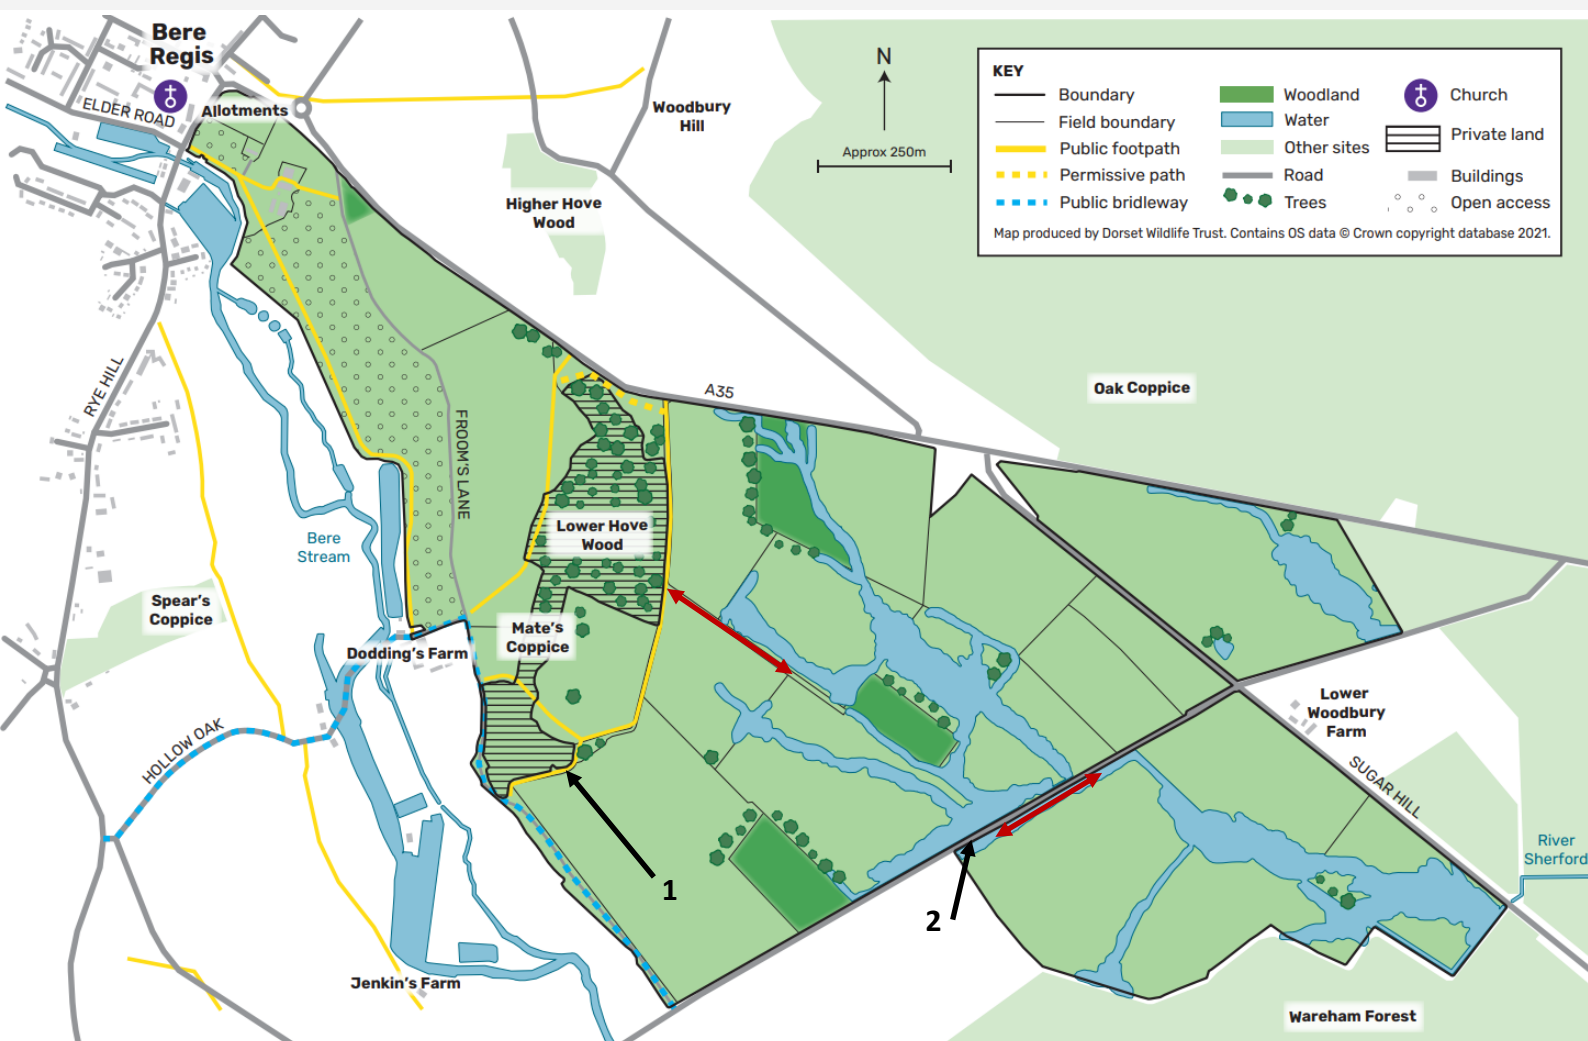 Bere
Regis
ELDER ROAD
Allotments
Woodbury
Hill
N
Approx 250m
KEY
Boundary
Field boundary
Public footpath
Permissive path
Public bridleway
Woodland
Water
Other sites
Road
Trees
Church
Private land
Buildings
Open access
Map produced by Dorset Wildlife Trust. Contains OS data © Crown copyright database 2021.
Higher Hove
Wood
RYE HILL
A35
Oak Coppice
FROOM'S LANE
Lower Hove
Wood
Bere
Stream
Spear's
Coppice
Mate's
Coppice
Dodding's Farm
HOLLOW OAK
Lower
Woodbury
Farm
SUGAR HILL
River
Sherford
1
2
Jenkin's Farm
Wareham Forest